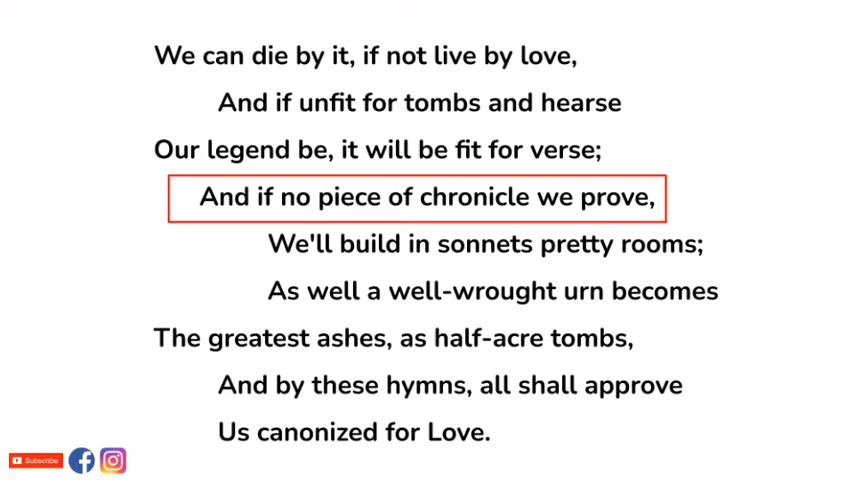 We can die by it, if not live by love,
And if unfit for tombs and hearse
Our legend be, it will be fit for verse;
And if no piece of chronicle we prove,
We'll build in sonnets pretty rooms;
As well a well-wrought urn becomes
The greatest ashes, as half-acre tombs,
And by these hymns, all shall approve
Us canonized for Love.
Subscribe